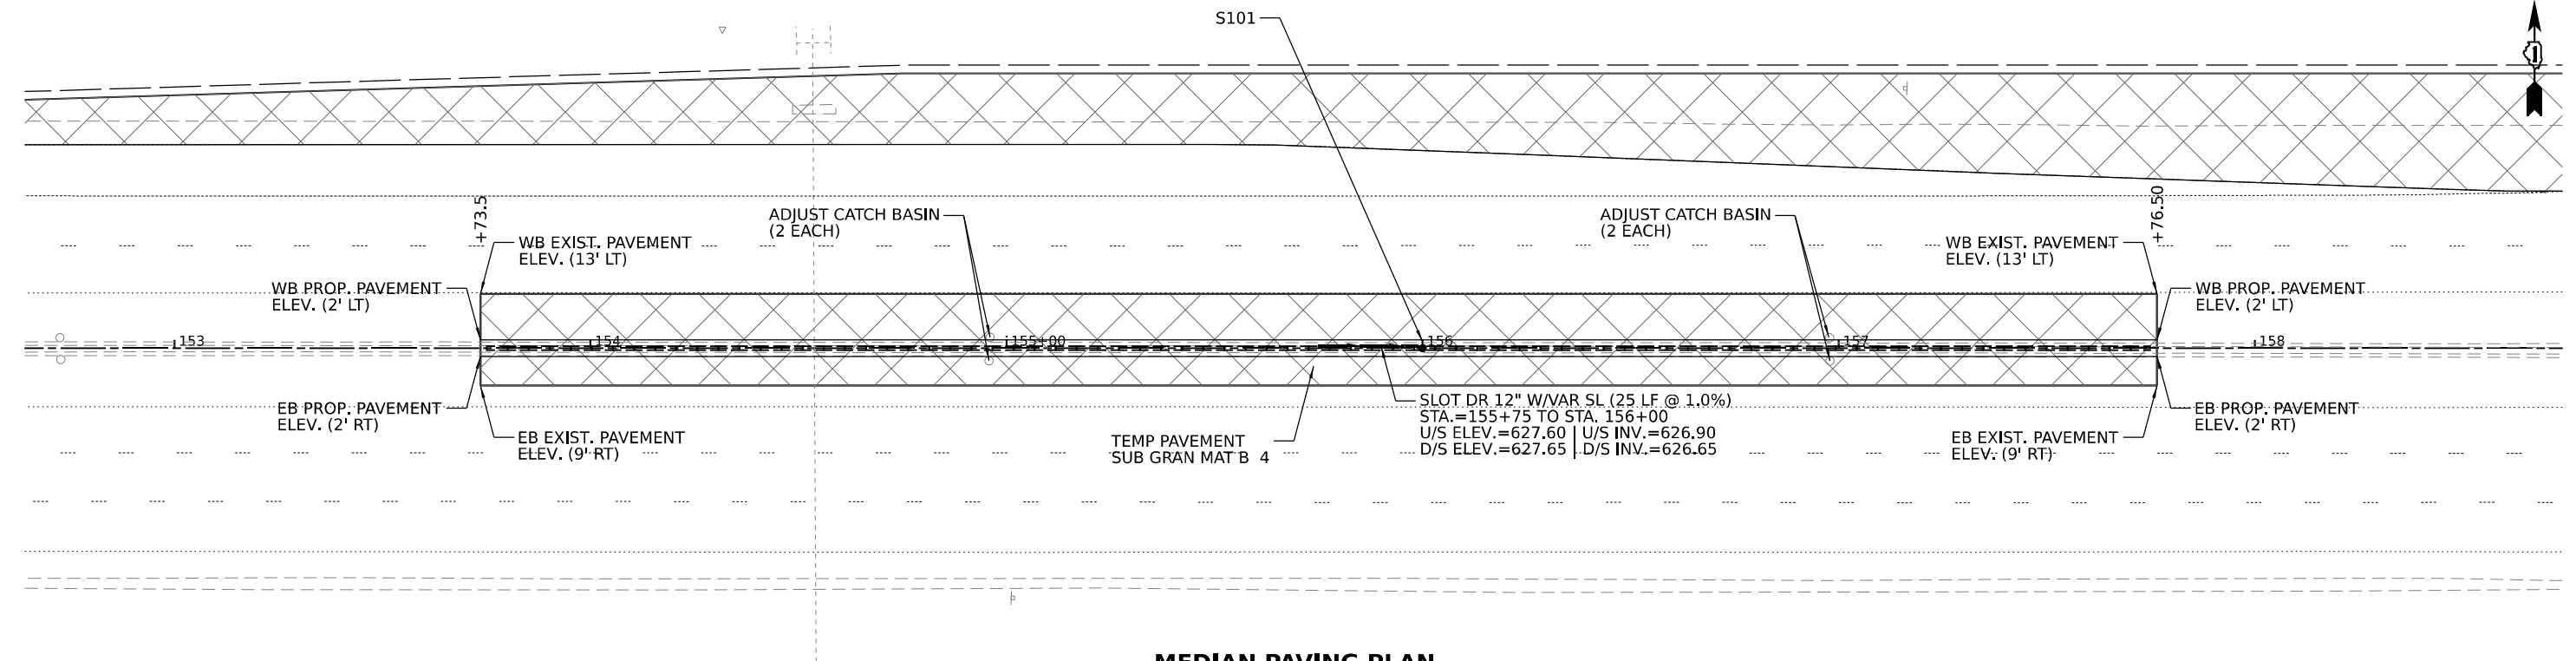 S101
+73.5
+76.50
ADJUST CATCH BASIN
(2 EACH)
ADJUST CATCH BASIN
(2 EACH)
WB EXIST. PAVEMENT
ELEV. (13' LT)
WB EXIST. PAVEMENT
ELEV. (13' LT)
WB PROP. PAVEMENT
ELEV. (2' LT)
WB PROP. PAVEMENT
ELEV. (2' LT)
153
154
155+00
156
157
158
EB PROP. PAVEMENT
ELEV. (2' RT)
EB EXIST. PAVEMENT
ELEV. (9' RT)
TEMP PAVEMENT
SUB GRAN MAT B 4
SLOT DR 12" W/VAR SL (25 LF @ 1.0%)
STA.=155+75 TO STA. 156+00
U/S ELEV.=627.60 | U/S INV.=626.90
D/S ELEV.=627.65 | D/S INV.=626.65
EB PROP. PAVEMENT
ELEV. (2' RT)
EB EXIST. PAVEMENT
ELEV. (9' RT)
MEDIAN PAVING PLAN